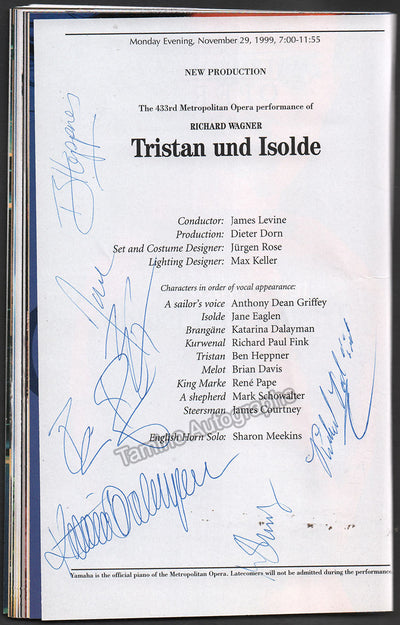 Monday Evening, November 29, 1999, 7:00-11:55
NEW PRODUCTION
The 433rd Metropolitan Opera performance of
RICHARD WAGNER
Tristan und Isolde
Conductor: James Levine
Production: Dieter Dorn
Set and Costume Designer: Jürgen Rose
Lighting Designer: Max Keller
Characters in order of vocal appearance:
A sailor's voice Anthony Dean Griffey
Isolde Jane Eaglen
Brangäne Katarina Dalayman
Kurwenal Richard Paul Fink
Tristan Ben Heppner
Melot Brian Davis
King Marke René Pape
A shepherd Mark Schowalter
Steersman James Courtney
Tamino Autographs
English Horn Solo: Sharon Meekins
Katarina Dalayman
Yamaha is the official piano of the Metropolitan Opera. Latecomers will not be admitted during the performance